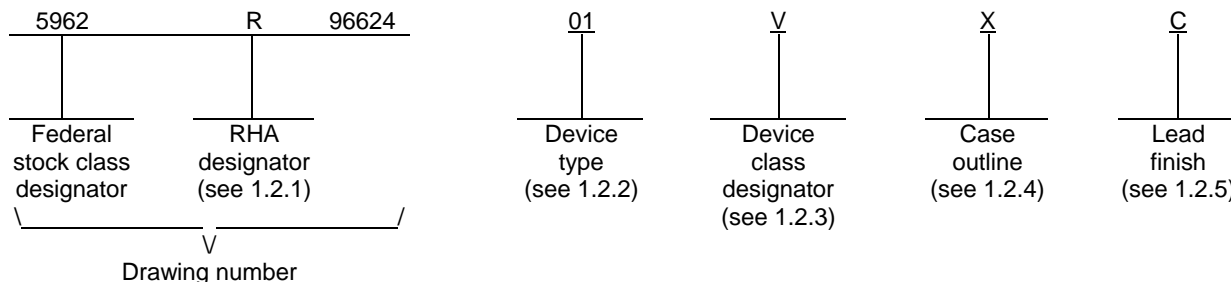 5962 R 96624 01 V X C
Federal RHA Device Device Case Lead
stock class designator type class outline finish
designator (see 1.2.1) (see 1.2.2) designator (see 1.2.4) (see 1.2.5)
(see 1.2.3)
\ /
\/
Drawing number